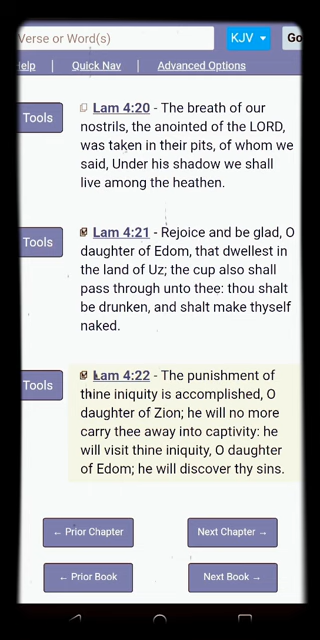 Verse or Word(s) KJV Go
Help | Quick Nav | Advanced Options
Tools
Lam 4:20 - The breath of our
nostrils, the anointed of the LORD,
was taken in their pits, of whom we
said, Under his shadow we shall
live among the heathen.
Tools
Lam 4:21 - Rejoice and be glad, O
daughter of Edom, that dwellest in
the land of Uz; the cup also shall
pass through unto thee: thou shalt
be drunken, and shalt make thyself
naked.
Tools
Lam 4:22 - The punishment of
thine iniquity is accomplished, O
daughter of Zion; he will no more
carry thee away into captivity: he
will visit thine iniquity, O daughter
of Edom; he will discover thy sins.
← Prior Chapter Next Chapter →
← Prior Book Next Book →